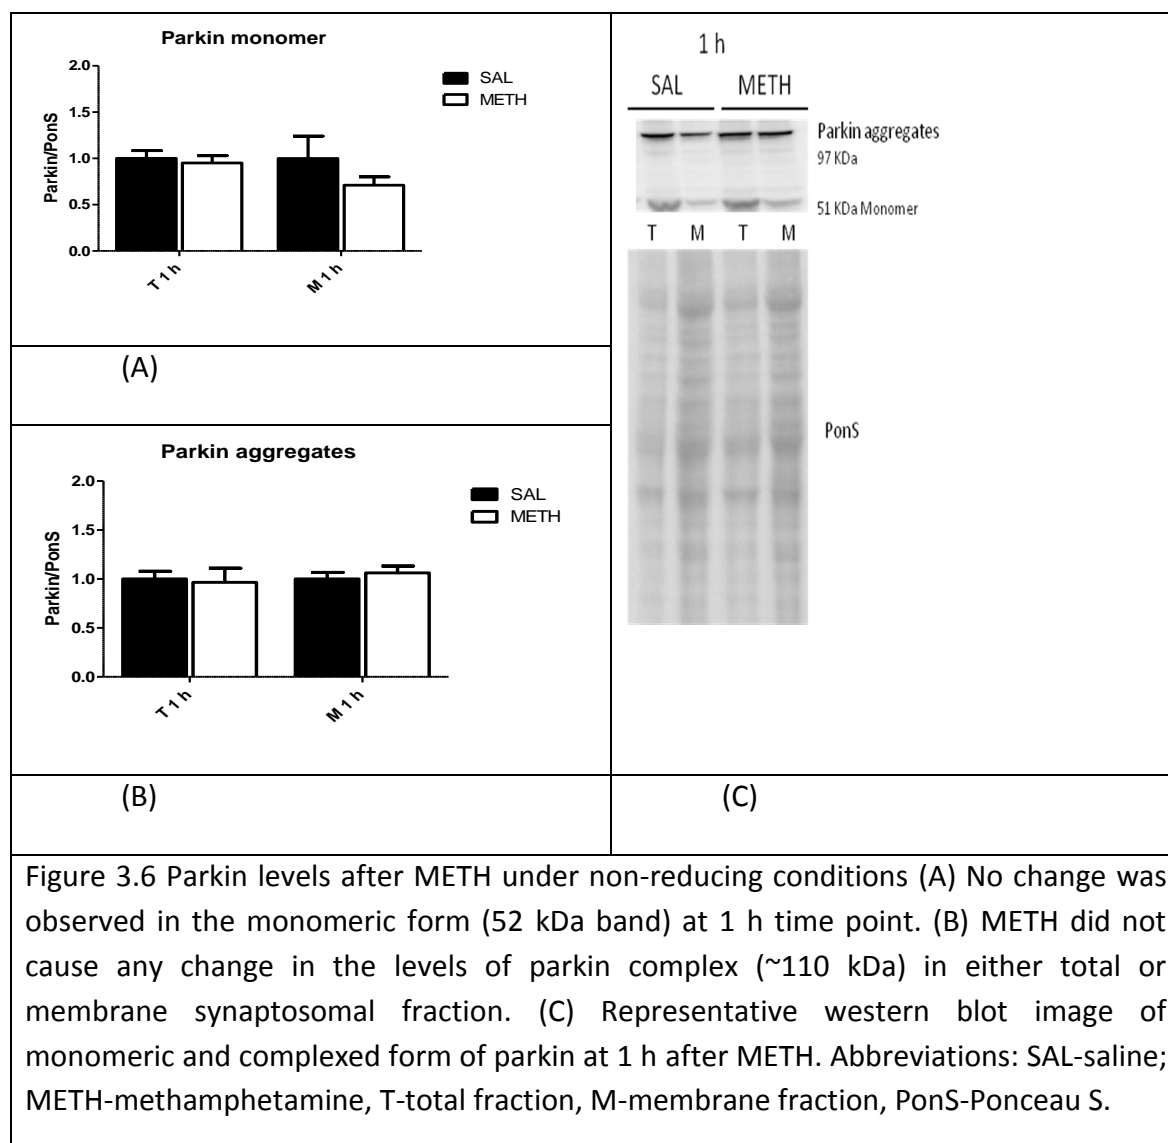 Parkin monomer
2.0
1.5
1.0
0.5
0.0
Parkin/PonS
SAL
METH
T 1 h
M 1 h
(A)
Parkin aggregates
2.0
1.5
1.0
0.5
0.0
Parkin/PonS
SAL
METH
T 1 h
M 1 h
(B)
1 h
SAL METH
Parkin aggregates
97 KDa
51 KDa Monomer
T M T M
PonS
(C)
Figure 3.6 Parkin levels after METH under non-reducing conditions (A) No change was
observed in the monomeric form (52 kDa band) at 1 h time point. (B) METH did not
cause any change in the levels of parkin complex (~110 kDa) in either total or
membrane synaptosomal fraction. (C) Representative western blot image of
monomeric and complexed form of parkin at 1 h after METH. Abbreviations: SAL-saline;
METH-methamphetamine, T-total fraction, M-membrane fraction, PonS-Ponceau S.